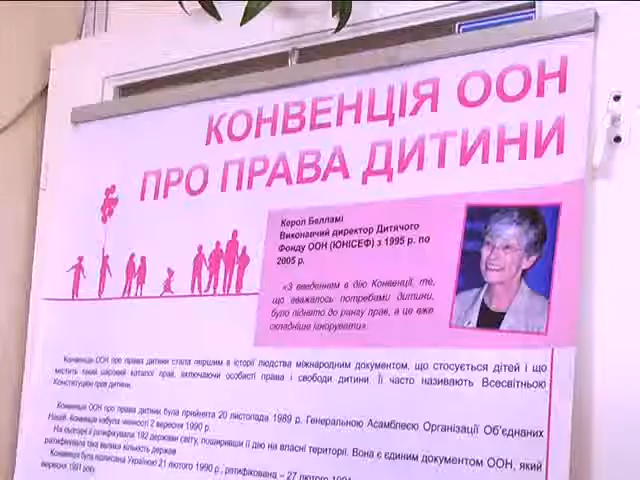 КОНВЕНЦІЯ ООН
ПРО ПРАВА ДИТИНИ
Керол Белламі
Виконавчий директор Дитячого
Фонду ООН (ЮНІСЕФ) з 1995 р. по
2005 р.
«З введенням в дію Конвенції, те,
що вважалось потребами дитини,
було піднято до рангу прав, а це вже
складніше ігнорувати».
Конвенція ООН про права дитини стала першим в історії людства міжнародним документом, що стосується дітей і що
містить такий широкий каталог прав, включаючи особисті права і свободи дитини. Її часто називають Всесвітньою
Конституцією прав дитини.
Конвенція ООН про права дитини була прийнята 20 листопада 1989 р. Генеральною Асамблеєю Організації Об'єднаних
Націй. Конвенція набула чинності 2 вересня 1990 р.
На сьогодні її ратифікували 192 держави світу, поширивши її дію на власні території. Вона є єдиним документом ООН, який
ратифікувала така велика кількість держав.
Конвенція була підписана Україною 21 лютого 1990 р., ратифікована – 27 лютого
вересня 1991 року.